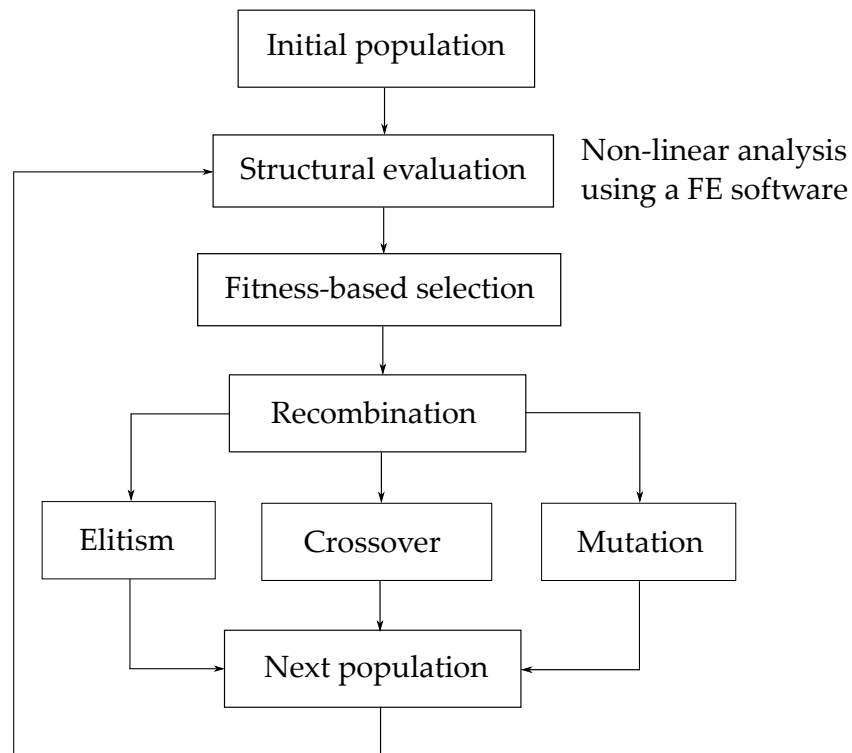 Initial population
Structural evaluation
Non-linear analysis
using a FE software
Fitness-based selection
Recombination
Elitism
Crossover
Mutation
Next population